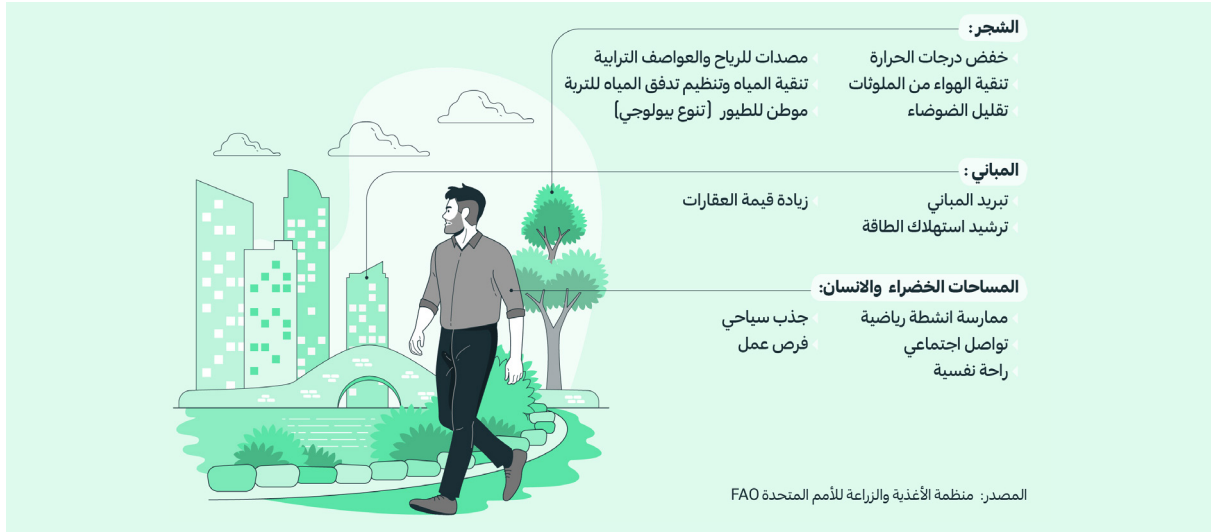 الشجر:
خفض درجات الحرارة
تنقية الهواء من الملوثات
تقليل الضوضاء
مصدات للرياح والعواصف الترابية
تنقية المياه وتنظيم تدفق المياه للتربة
موطن للطيور (تنوع بيولوجي)
المباني :
تبريد المباني
ترشيد استهلاك الطاقة
زيادة قيمة العقارات
المساحات الخضراء والانسان:
ممارسة انشطة رياضية
تواصل اجتماعي
راحة نفسية
جذب سياحي
فرص عمل
المصدر: منظمة الأغذية والزراعة للأمم المتحدة FAO